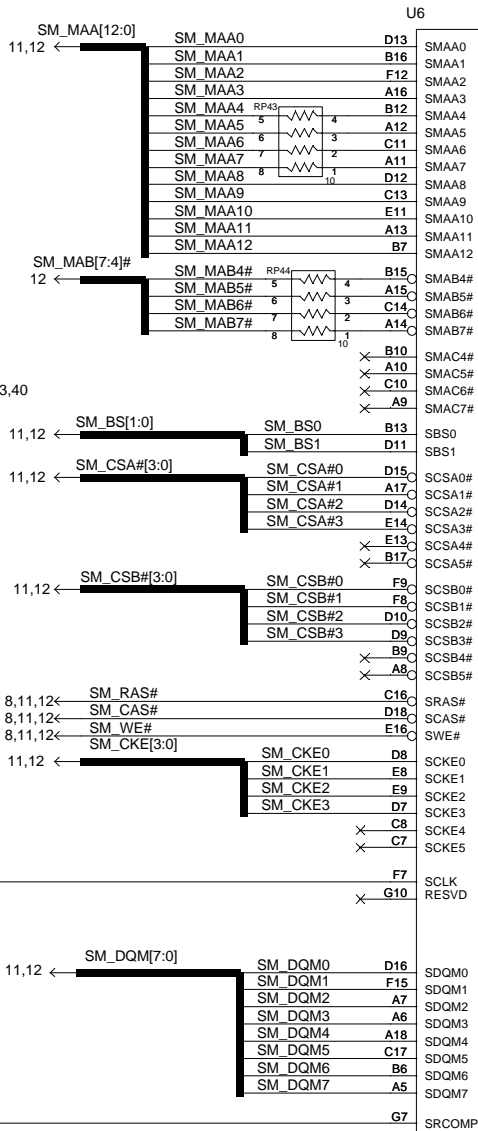 U6
SM_MAA[12:0]
11,12
SM_MAA0 D13 SMAA0
SM_MAA1 B16 SMAA1
SM_MAA2 F12 SMAA2
SM_MAA3 A16 SMAA3
SM_MAA4 RP43 5 4 B12 SMAA4
SM_MAA5 6 3 A12 SMAA5
SM_MAA6 7 2 C11 SMAA6
SM_MAA7 8 1 A11 SMAA7
10
SM_MAA8 D12 SMAA8
SM_MAA9 C13 SMAA9
SM_MAA10 E11 SMAA10
SM_MAA11 A13 SMAA11
SM_MAA12 B7 SMAA12
SM_MAB[7:4]#
12
SM_MAB4# RP44 5 4 B15 SMAB4#
SM_MAB5# 6 3 A15 SMAB5#
SM_MAB6# 7 2 C14 SMAB6#
SM_MAB7# 8 1 A14 SMAB7#
10
B10 SMAC4#
A10 SMAC5#
C10 SMAC6#
A9 SMAC7#
3,40
SM_BS[1:0]
11,12
SM_BS0 B13 SBS0
SM_BS1 D11 SBS1
SM_CSA#[3:0]
11,12
SM_CSA#0 D15 SCSA0#
SM_CSA#1 A17 SCSA1#
SM_CSA#2 D14 SCSA2#
SM_CSA#3 E14 SCSA3#
E13 SCSA4#
B17 SCSA5#
SM_CSB#[3:0]
11,12
SM_CSB#0 F9 SCSB0#
SM_CSB#1 F8 SCSB1#
SM_CSB#2 D10 SCSB2#
SM_CSB#3 D9 SCSB3#
B9 SCSB4#
A8 SCSB5#
8,11,12 SM_RAS# C16 SRAS#
8,11,12 SM_CAS# D18 SCAS#
8,11,12 SM_WE# E16 SWE#
SM_CKE[3:0]
11,12
SM_CKE0 D8 SCKE0
SM_CKE1 E8 SCKE1
SM_CKE2 E9 SCKE2
SM_CKE3 D7 SCKE3
C8 SCKE4
C7 SCKE5
F7 SCLK
G10 RESVD
SM_DQM[7:0]
11,12
SM_DQM0 D16 SDQM0
SM_DQM1 F15 SDQM1
SM_DQM2 A7 SDQM2
SM_DQM3 A6 SDQM3
SM_DQM4 A18 SDQM4
SM_DQM5 C17 SDQM5
SM_DQM6 B6 SDQM6
SM_DQM7 A5 SDQM7
G7 SRCOMP